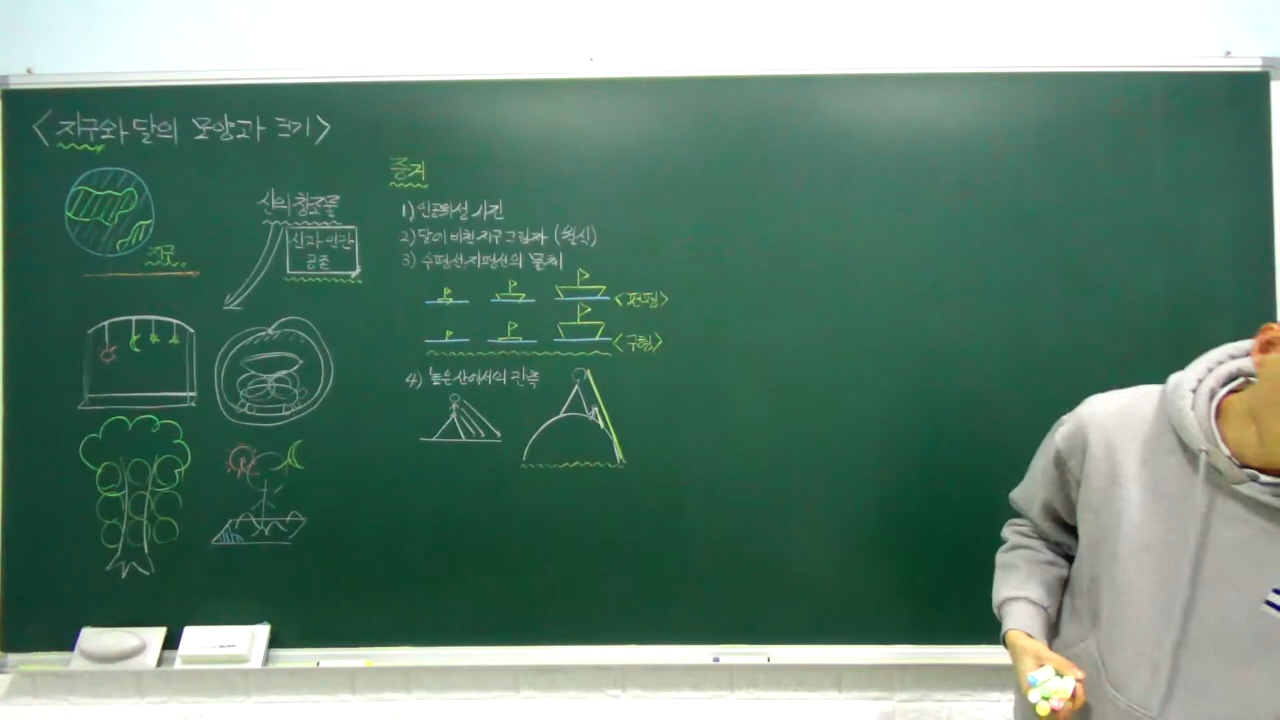 <지구와 달의 모양과 크기>
지구
신의 창조물
신과 인간
공존
증거
1) 인공위성 사진
2) 달에 비친 지구 그림자 (월식)
3) 수평선, 지평선의 물체
<편평>
<구형>
4) 높은 산에서의 관측